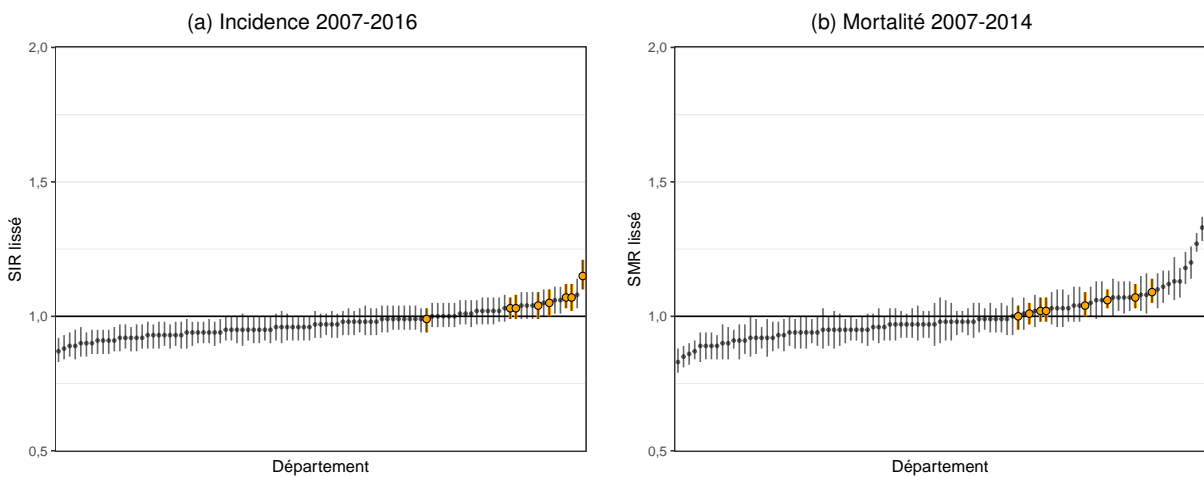 (a) Incidence 2007-2016
2,0
1,5
1,0
0,5
SIR lissé
Département
(b) Mortalité 2007-2014
2,0
1,5
1,0
0,5
SMR lissé
Département